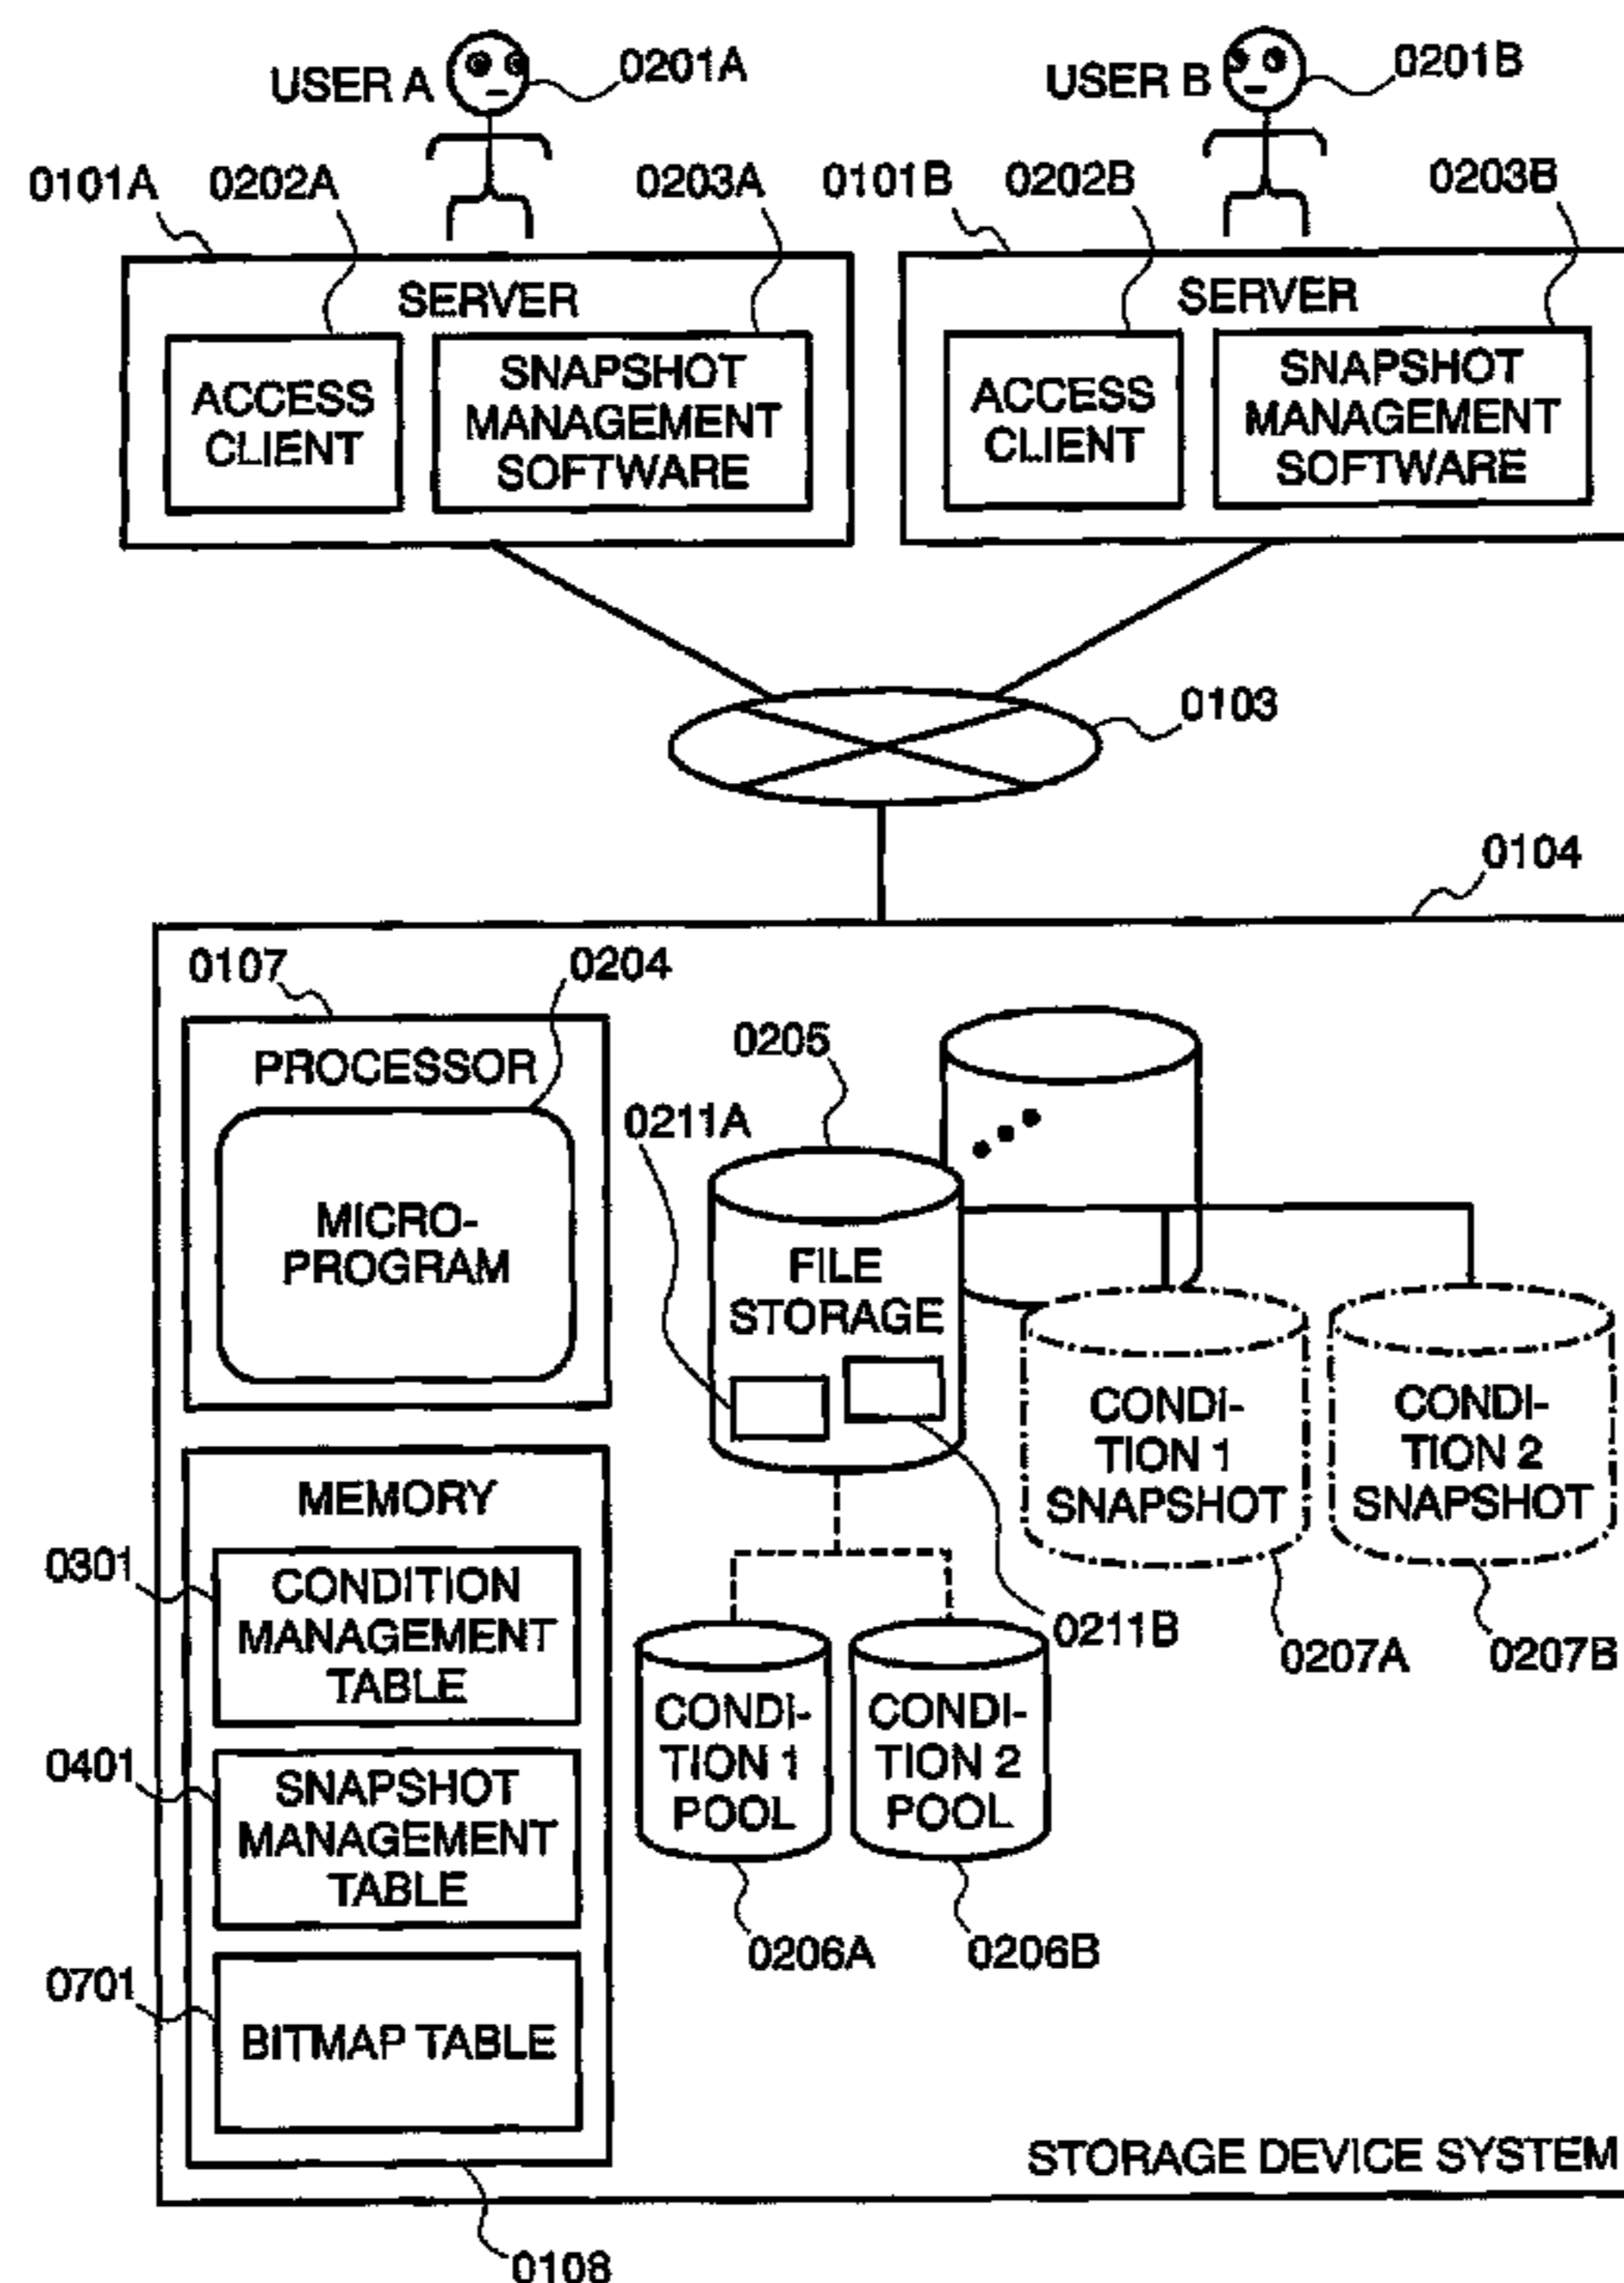 USER A
0201A
USER B
0201B
0101A
0202A
0203A
0101B
0202B
0203B
SERVER
ACCESS
CLIENT
SNAPSHOT
MANAGEMENT
SOFTWARE
SERVER
ACCESS
CLIENT
SNAPSHOT
MANAGEMENT
SOFTWARE
0103
0104
0107
0204
PROCESSOR
MICRO-
PROGRAM
0205
0211A
FILE
STORAGE
CONDI-
TION 1
SNAPSHOT
CONDI-
TION 2
SNAPSHOT
MEMORY
0301
CONDITION
MANAGEMENT
TABLE
0211B
0207A
0207B
0401
SNAPSHOT
MANAGEMENT
TABLE
CONDI-
TION 1
POOL
CONDI-
TION 2
POOL
0206A
0206B
0701
BITMAP TABLE
STORAGE DEVICE SYSTEM
0108